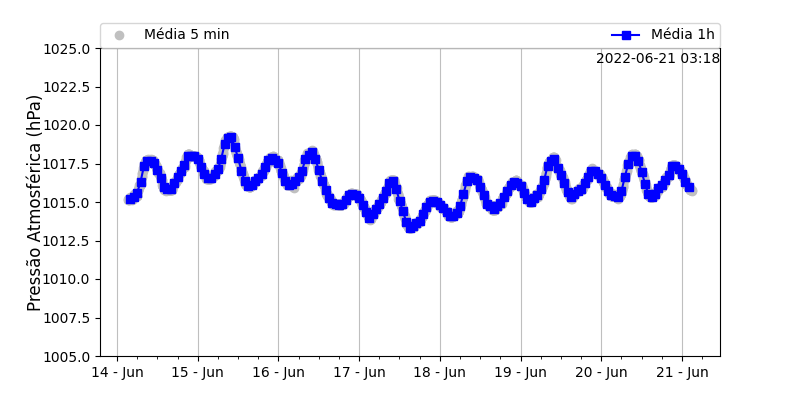 Média 5 min
Média 1h
2022-06-21 03:18
Pressão Atmosférica (hPa)
1025.0
1022.5
1020.0
1017.5
1015.0
1012.5
1010.0
1007.5
1005.0
14 - Jun
15 - Jun
16 - Jun
17 - Jun
18 - Jun
19 - Jun
20 - Jun
21 - Jun